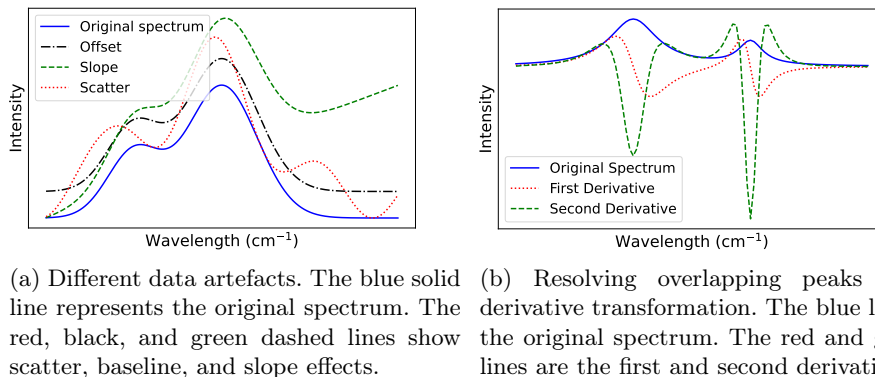 Original spectrum
Offset
Slope
Scatter
Intensity
Wavelength (cm⁻¹)
Original Spectrum
First Derivative
Second Derivative
Intensity
Wavelength (cm⁻¹)
(a) Different data artefacts. The blue solid
line represents the original spectrum. The
red, black, and green dashed lines show
scatter, baseline, and slope effects.
(b) Resolving overlapping peaks
derivative transformation. The blue
the original spectrum. The red and
lines are the first and second